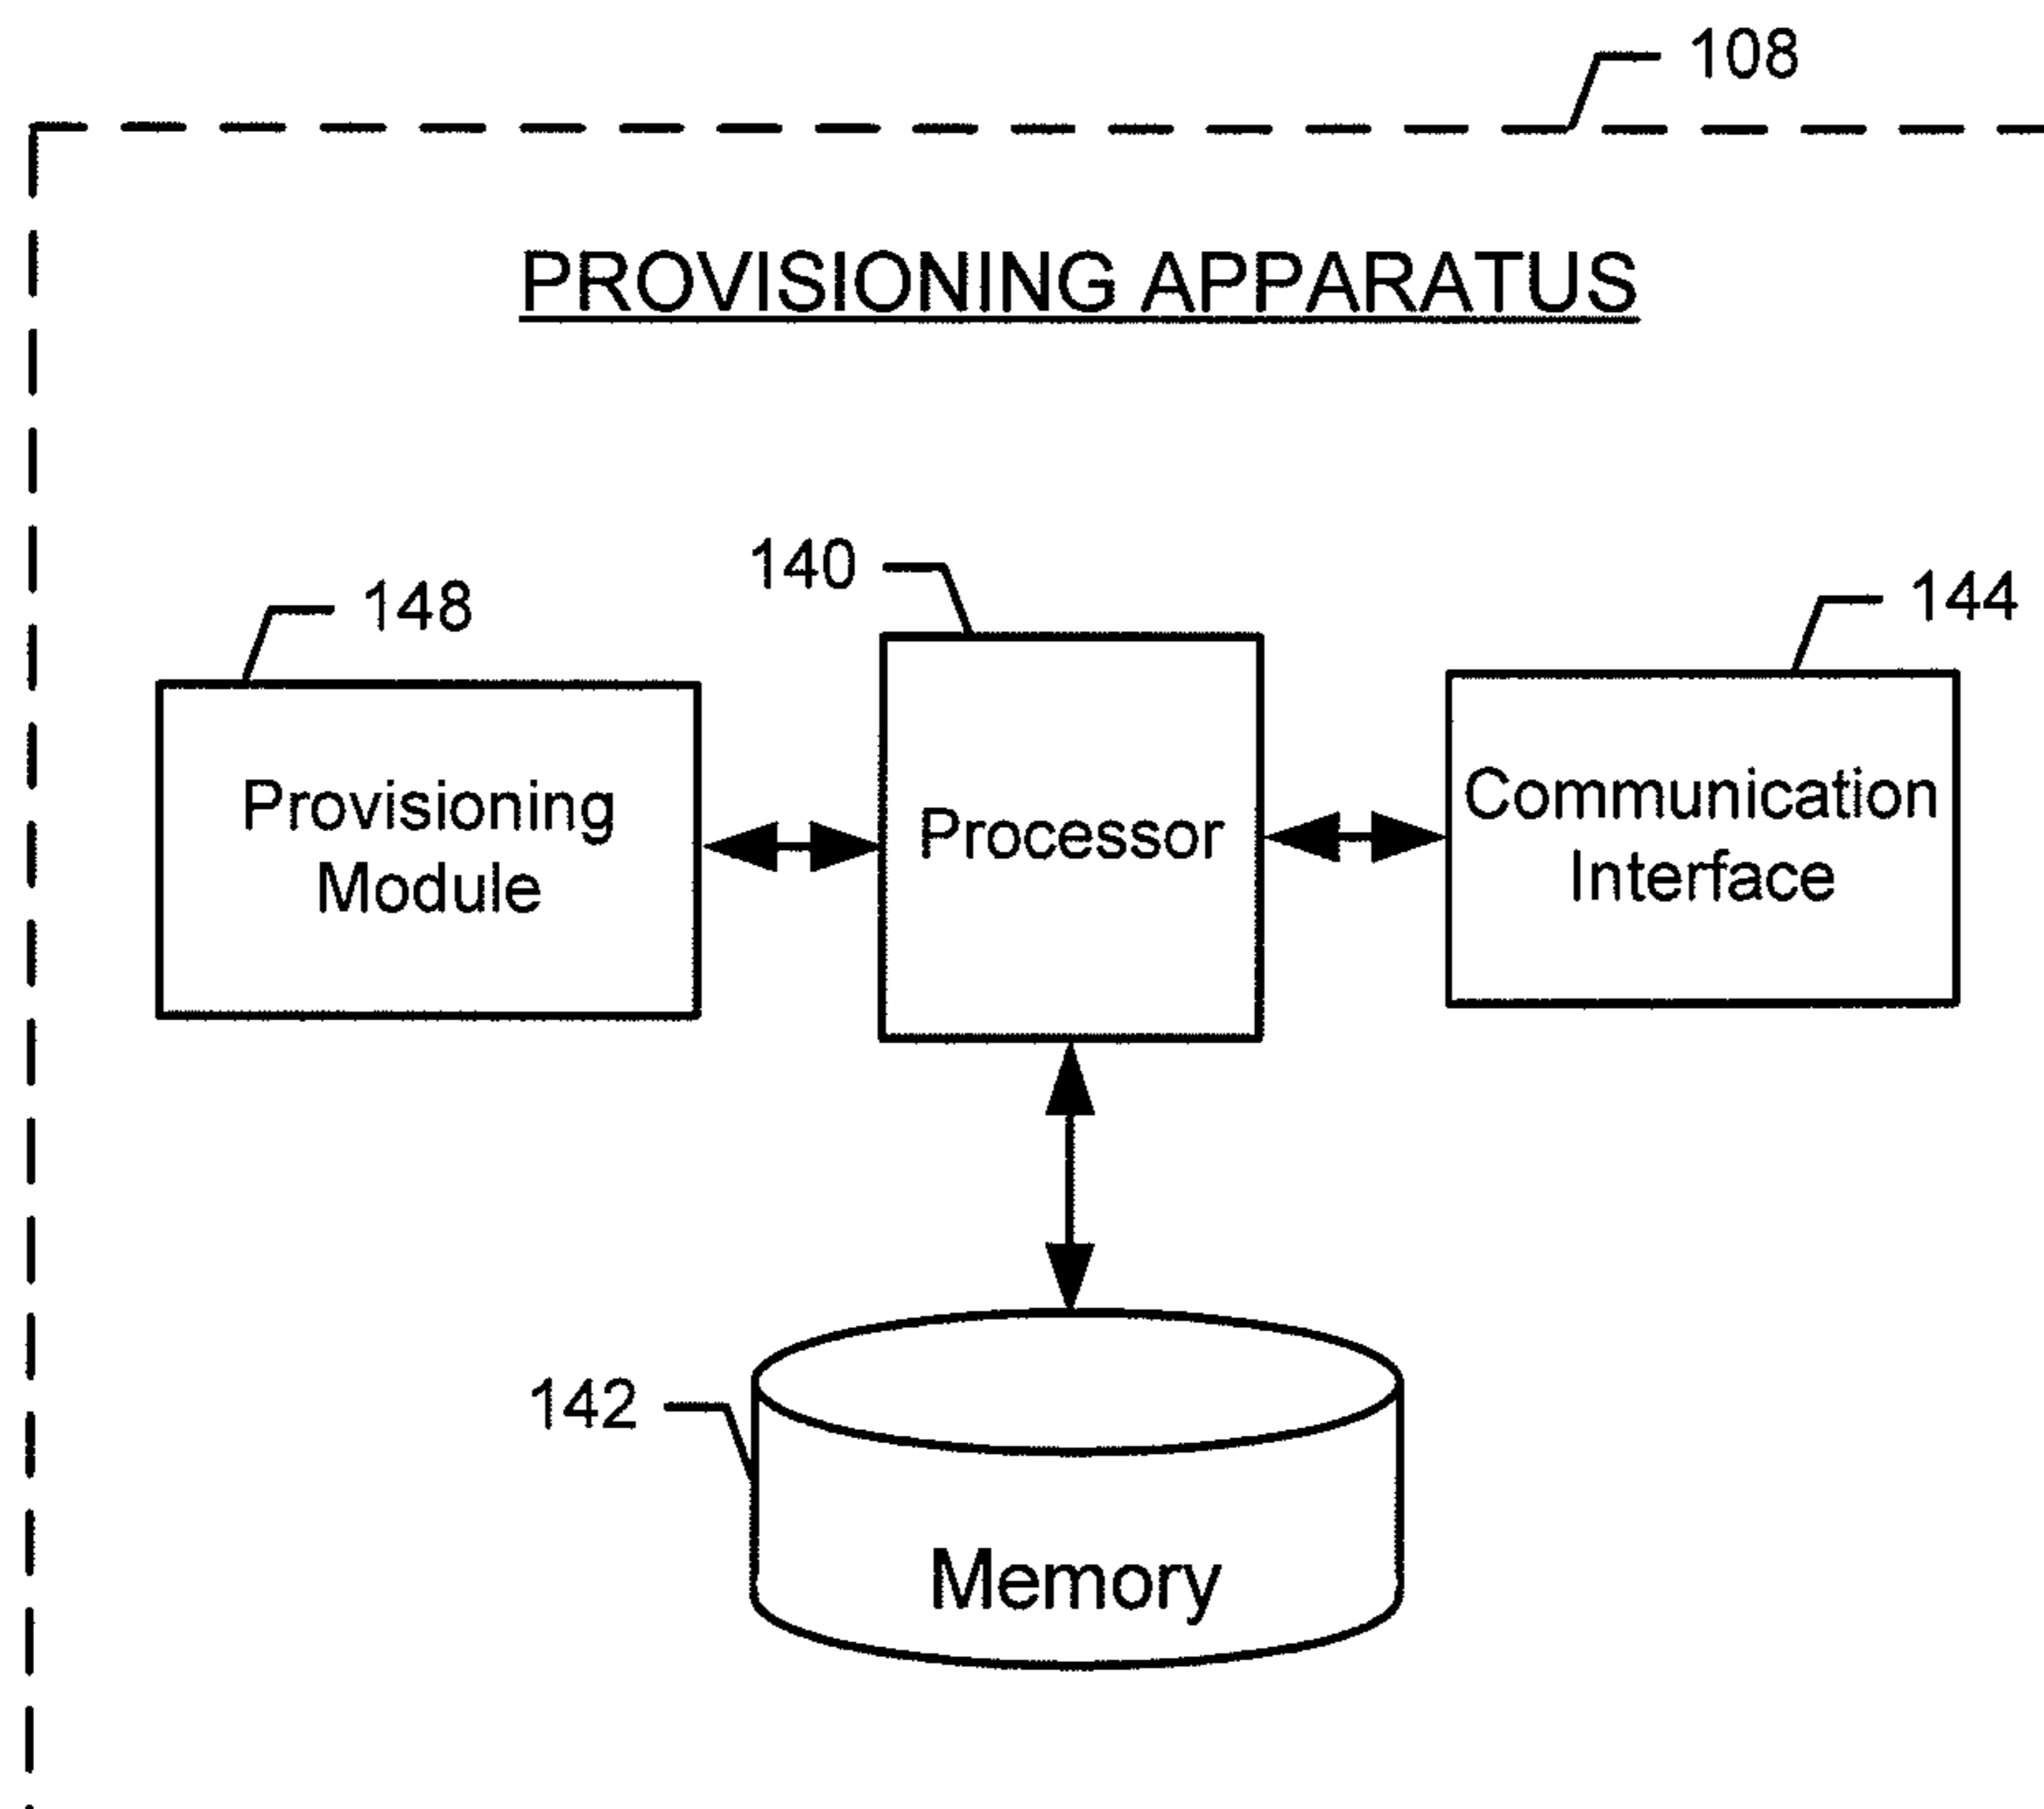 108
PROVISIONING APPARATUS
148
140
144
Provisioning
Module
Processor
Communication
Interface
142
Memory